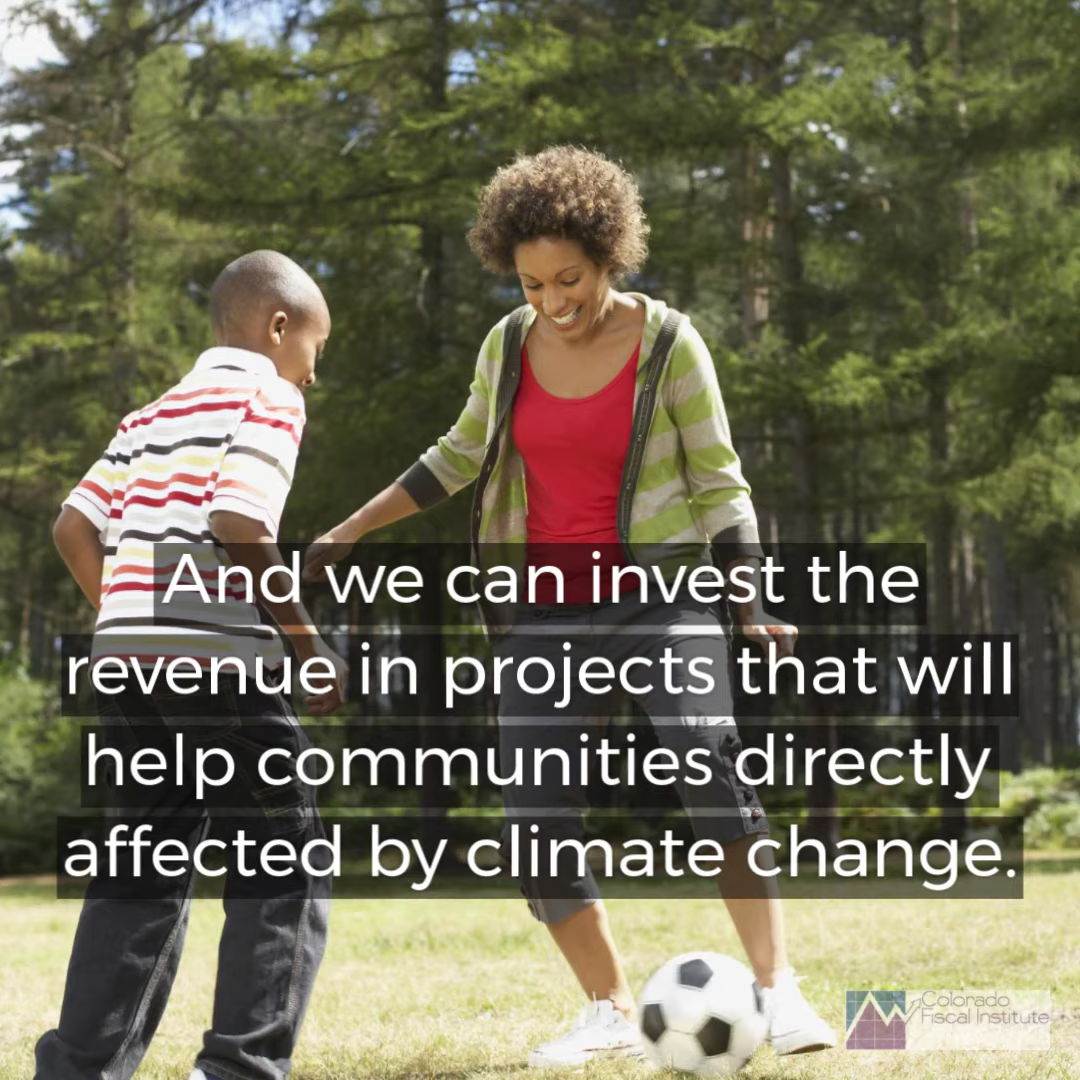 And we can invest the
revenue in projects that will
help communities directly
affected by climate change.
Colorado
Fiscal Institute